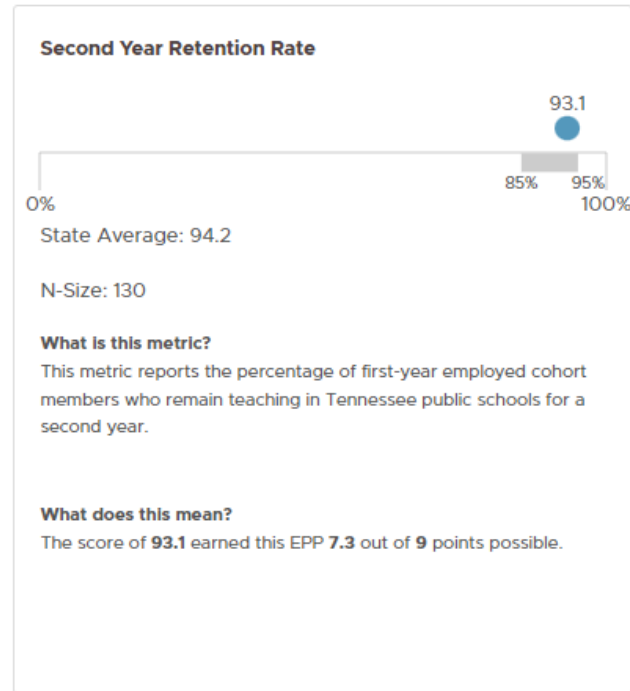 Second Year Retention Rate
93.1
85% 95%
0% 100%
State Average: 94.2
N-Size: 130
What is this metric?
This metric reports the percentage of first-year employed cohort
members who remain teaching in Tennessee public schools for a
second year.
What does this mean?
The score of 93.1 earned this EPP 7.3 out of 9 points possible.